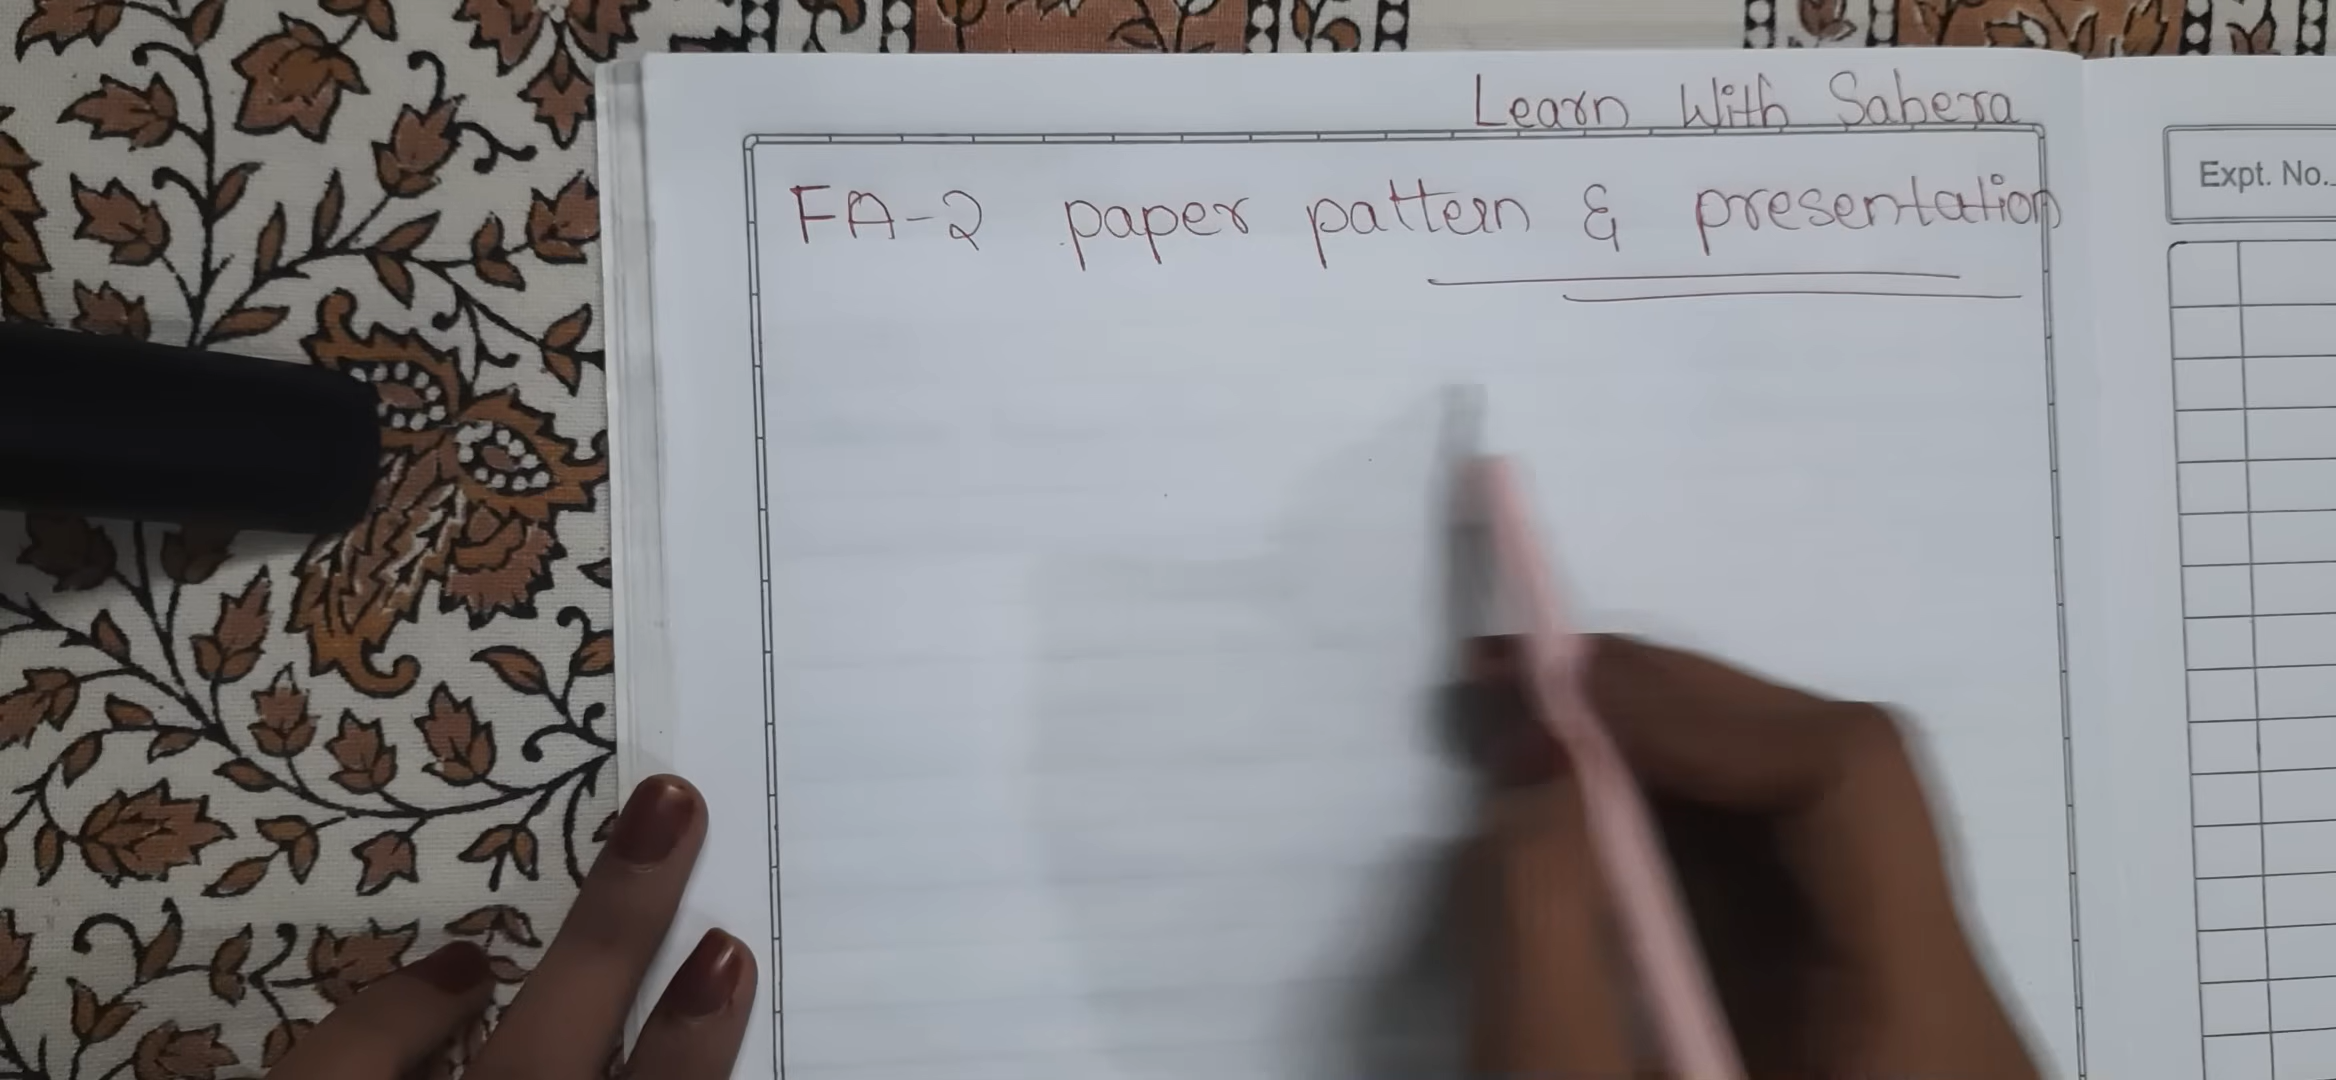 Learn With Sabera
FA-2 paper pattern & presentation
Expt. No.